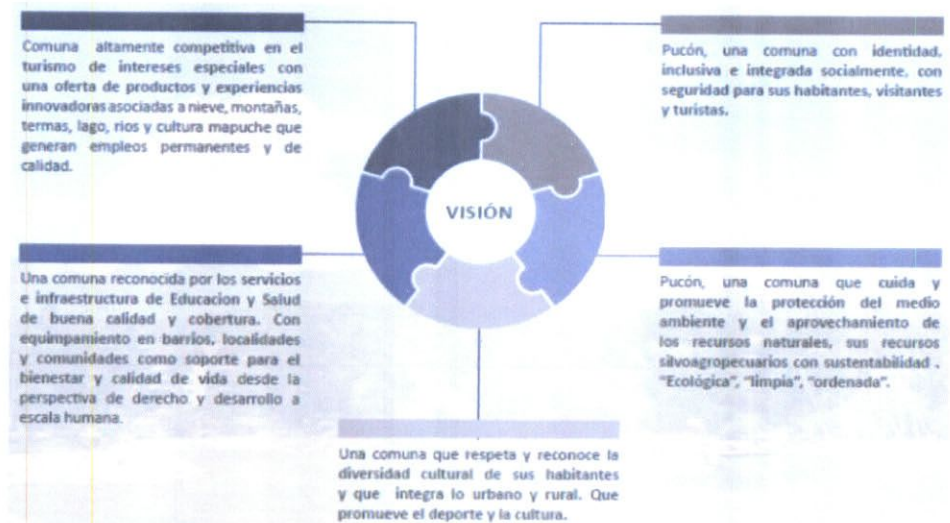 Comuna altamente competitiva en el
turismo de intereses especiales con
una oferta de productos y experiencias
innovadoras asociadas a nieve, montañas,
termas, lago, rios y cultura mapuche que
generan empleos permanentes y de
calidad.
Pucón, una comuna con identidad,
inclusiva e integrada socialmente, con
seguridad para sus habitantes, visitantes
y turistas.
VISIÓN
Una comuna reconocida por los servicios
e infraestructura de Educacion y Salud
de buena calidad y cobertura. Con
equimpamiento en barrios, localidades
y comunidades como soporte para el
bienestar y calidad de vida desde la
perspectiva de derecho y desarrollo a
escala humana.
Pucón, una comuna que cuida y
promueve la protección del medio
ambiente y el aprovechamiento de
los recursos naturales, sus recursos
silvoagropecuarios con sustentabilidad .
"Ecológica", "limpia", "ordenada".
Una comuna que respeta y reconoce la
diversidad cultural de sus habitantes
y que integra lo urbano y rural. Que
promueve el deporte y la cultura.